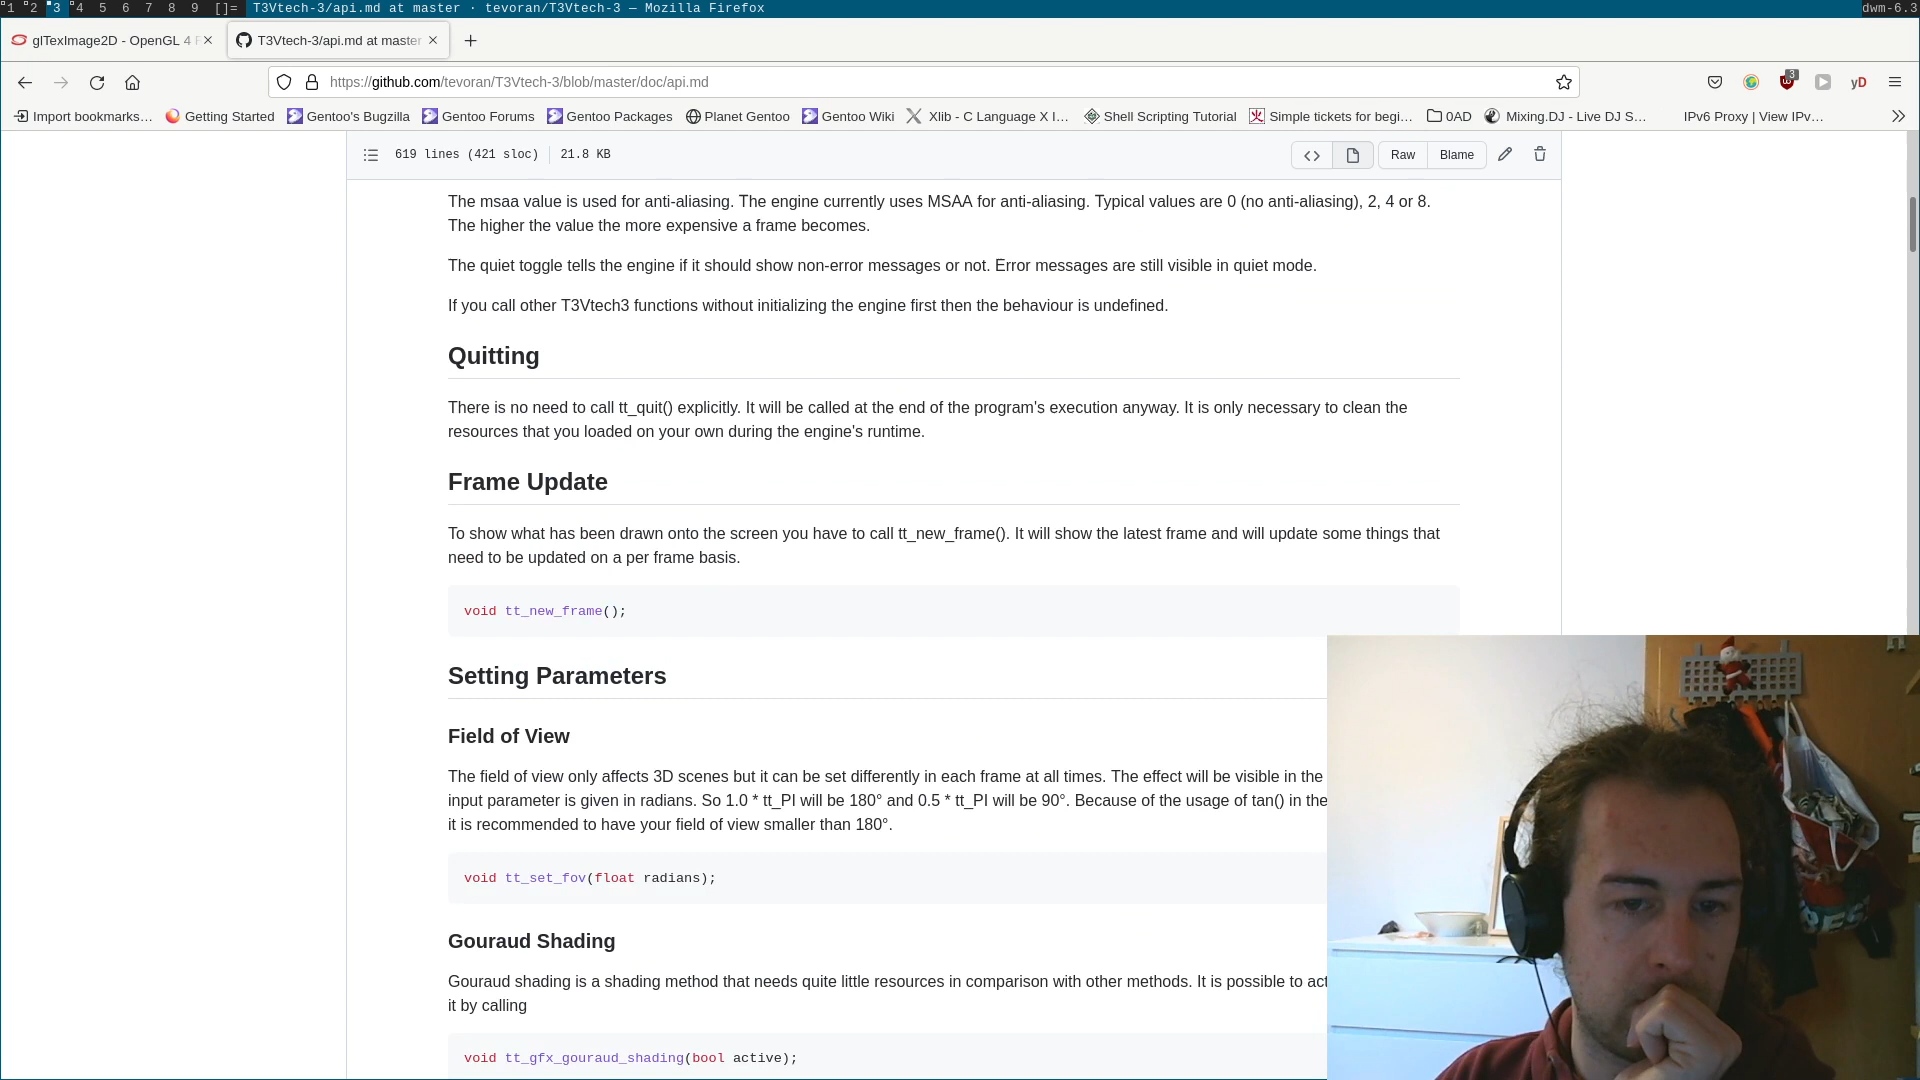 1 2 3 4 5 6 7 8 9 []= T3Vtech-3/api.md at master · tevoran/T3Vtech-3 — Mozilla Firefox dwm-6.3
glTexImage2D - OpenGL 4 T3Vtech-3/api.md at master
https://github.com/tevoran/T3Vtech-3/blob/master/doc/api.md 3 yD
Import bookmarks… Getting Started Gentoo's Bugzilla Gentoo Forums Gentoo Packages Planet Gentoo Gentoo Wiki Xlib - C Language X I… Shell Scripting Tutorial Simple tickets for begi… 0AD Mixing.DJ - Live DJ S… IPv6 Proxy | View IPv…
619 lines (421 sloc) 21.8 KB Raw Blame
The msaa value is used for anti-aliasing. The engine currently uses MSAA for anti-aliasing. Typical values are 0 (no anti-aliasing), 2, 4 or 8.
The higher the value the more expensive a frame becomes.
The quiet toggle tells the engine if it should show non-error messages or not. Error messages are still visible in quiet mode.
If you call other T3Vtech3 functions without initializing the engine first then the behaviour is undefined.
Quitting
There is no need to call tt_quit() explicitly. It will be called at the end of the program's execution anyway. It is only necessary to clean the
resources that you loaded on your own during the engine's runtime.
Frame Update
To show what has been drawn onto the screen you have to call tt_new_frame(). It will show the latest frame and will update some things that
need to be updated on a per frame basis.
void tt_new_frame();
Setting Parameters
Field of View
The field of view only affects 3D scenes but it can be set differently in each frame at all times. The effect will be visible in the
input parameter is given in radians. So 1.0 * tt_PI will be 180° and 0.5 * tt_PI will be 90°. Because of the usage of tan() in the
it is recommended to have your field of view smaller than 180°.
void tt_set_fov(float radians);
Gouraud Shading
Gouraud shading is a shading method that needs quite little resources in comparison with other methods. It is possible to act
it by calling
void tt_gfx_gouraud_shading(bool active);